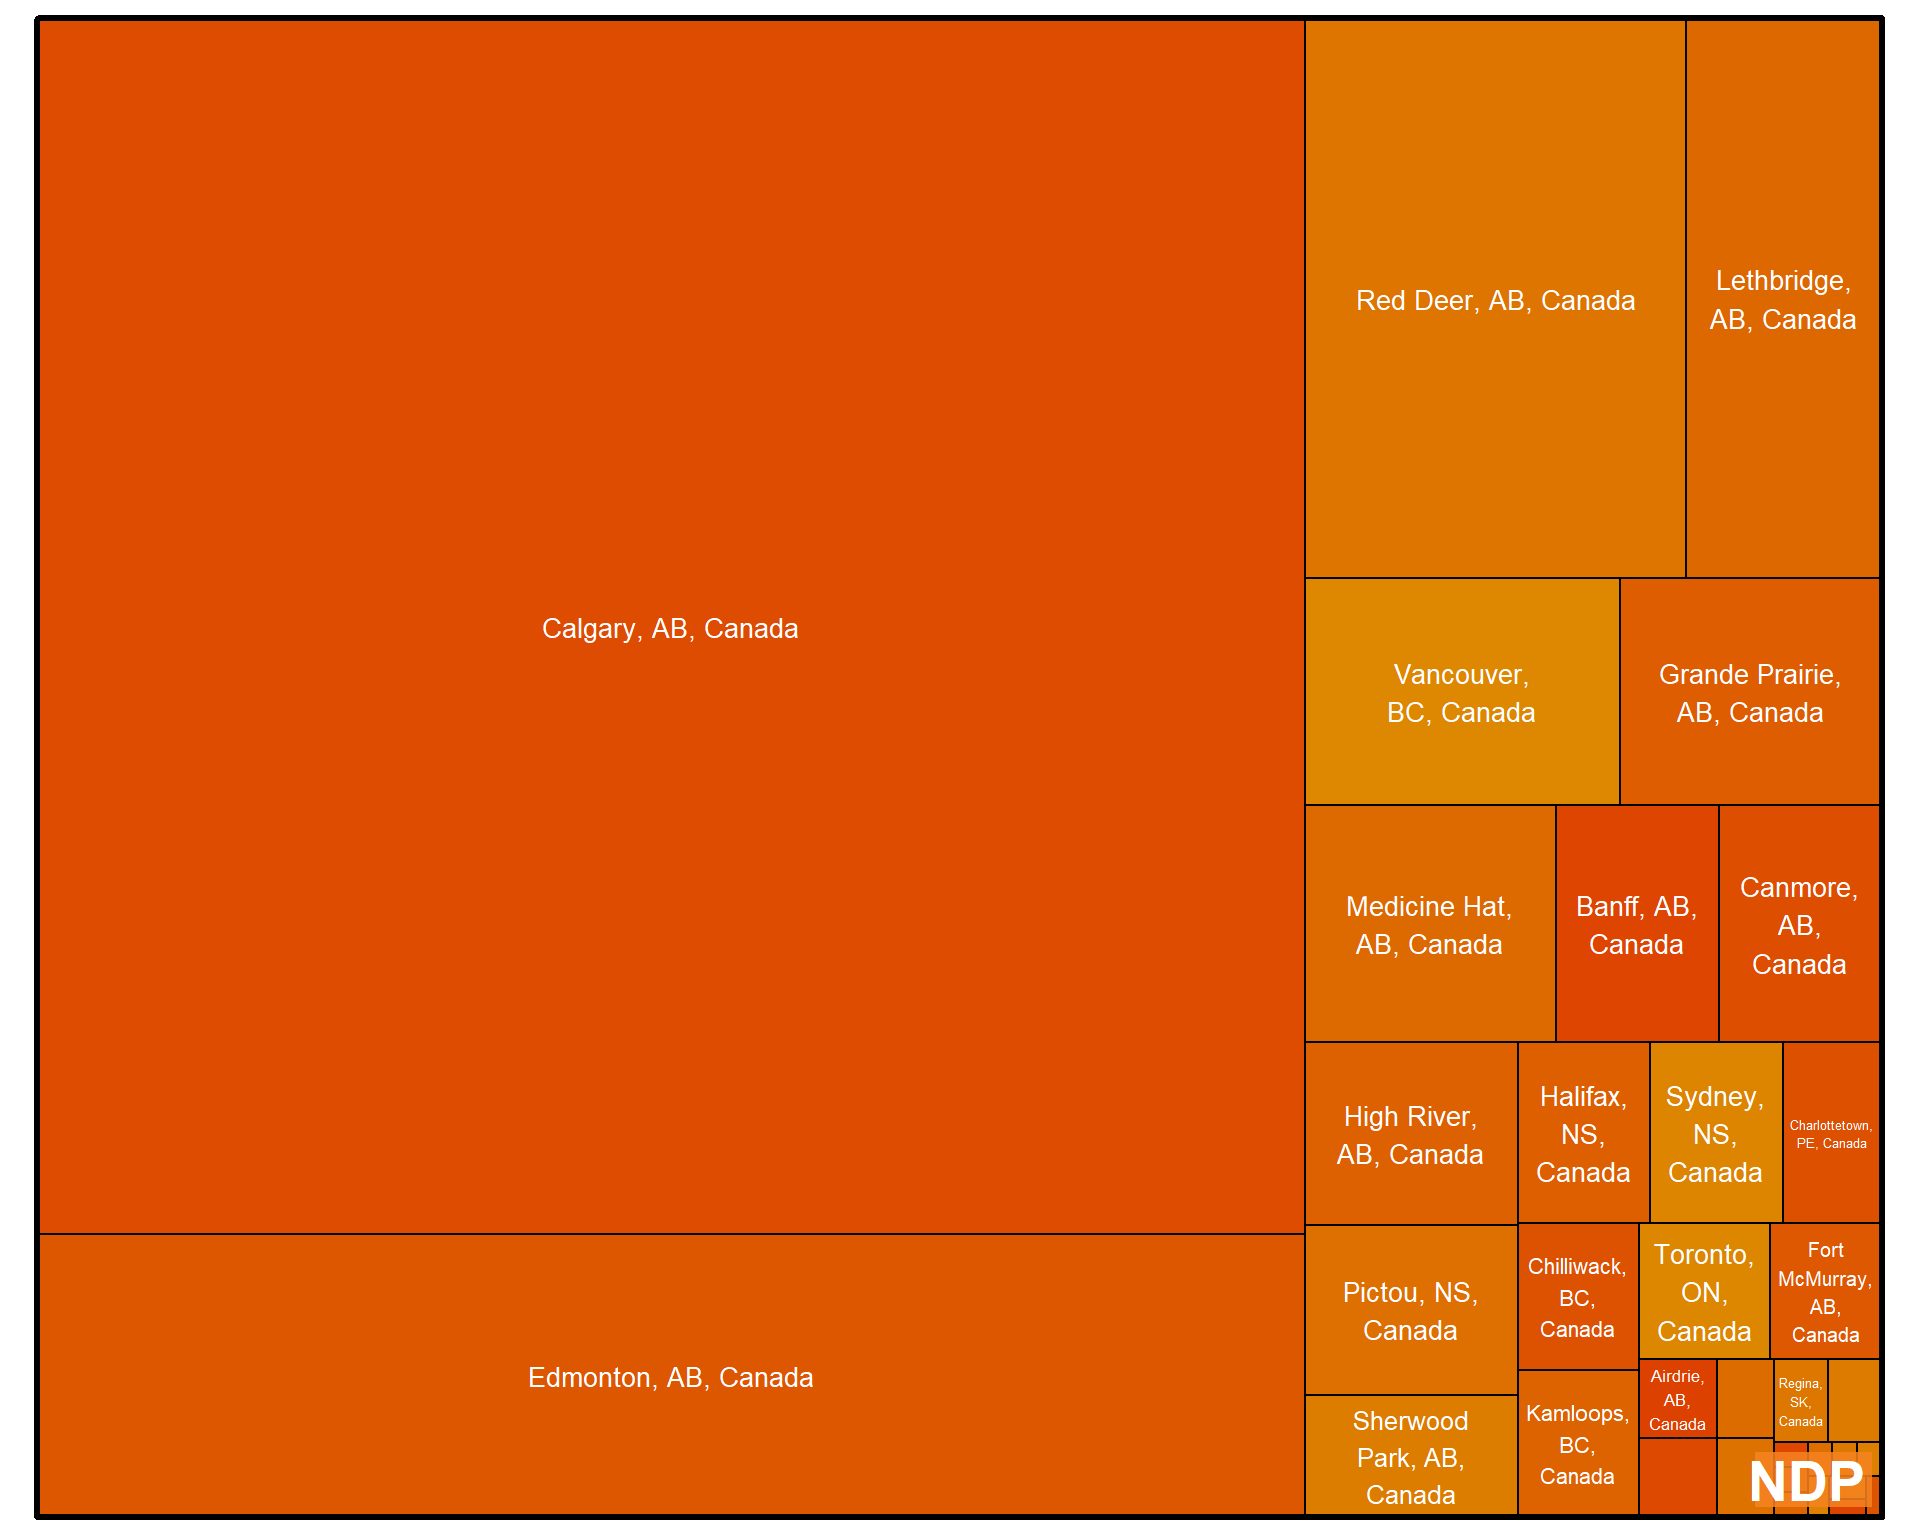 Calgary, AB, Canada
Edmonton, AB, Canada
Red Deer, AB, Canada
Lethbridge,
AB, Canada
Vancouver,
BC, Canada
Grande Prairie,
AB, Canada
Medicine Hat,
AB, Canada
Banff, AB,
Canada
Canmore,
AB,
Canada
High River,
AB, Canada
Halifax,
NS,
Canada
Sydney,
NS,
Canada
Charlottetown,
PE, Canada
Pictou, NS,
Canada
Sherwood
Park, AB,
Canada
Chilliwack,
BC,
Canada
Kamloops,
BC,
Canada
Toronto,
ON,
Canada
Fort
McMurray,
AB,
Canada
Airdrie,
AB,
Canada
Regina,
SK,
Canada
NDP